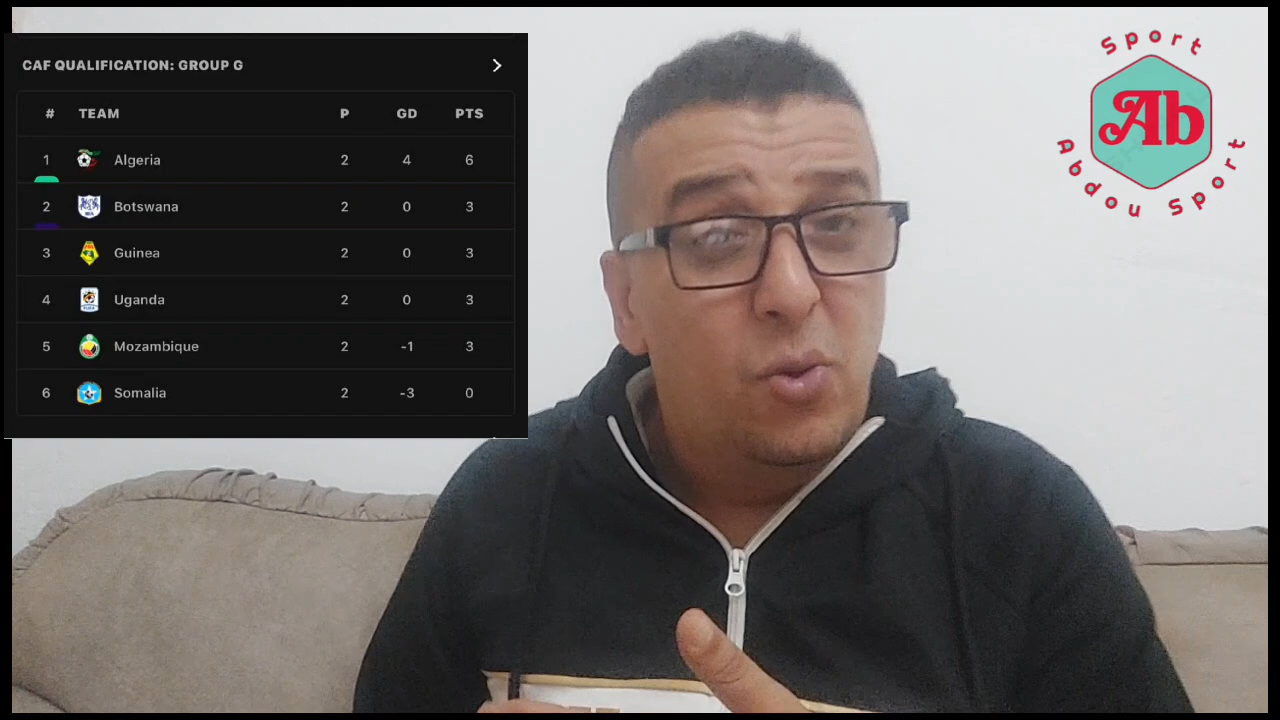 CAF QUALIFICATION: GROUP G
# TEAM P GD PTS
1 Algeria 2 4 6
2 Botswana 2 0 3
3 Guinea 2 0 3
4 Uganda 2 0 3
5 Mozambique 2 -1 3
6 Somalia 2 -3 0
Sport
Ab
Abdou Sport